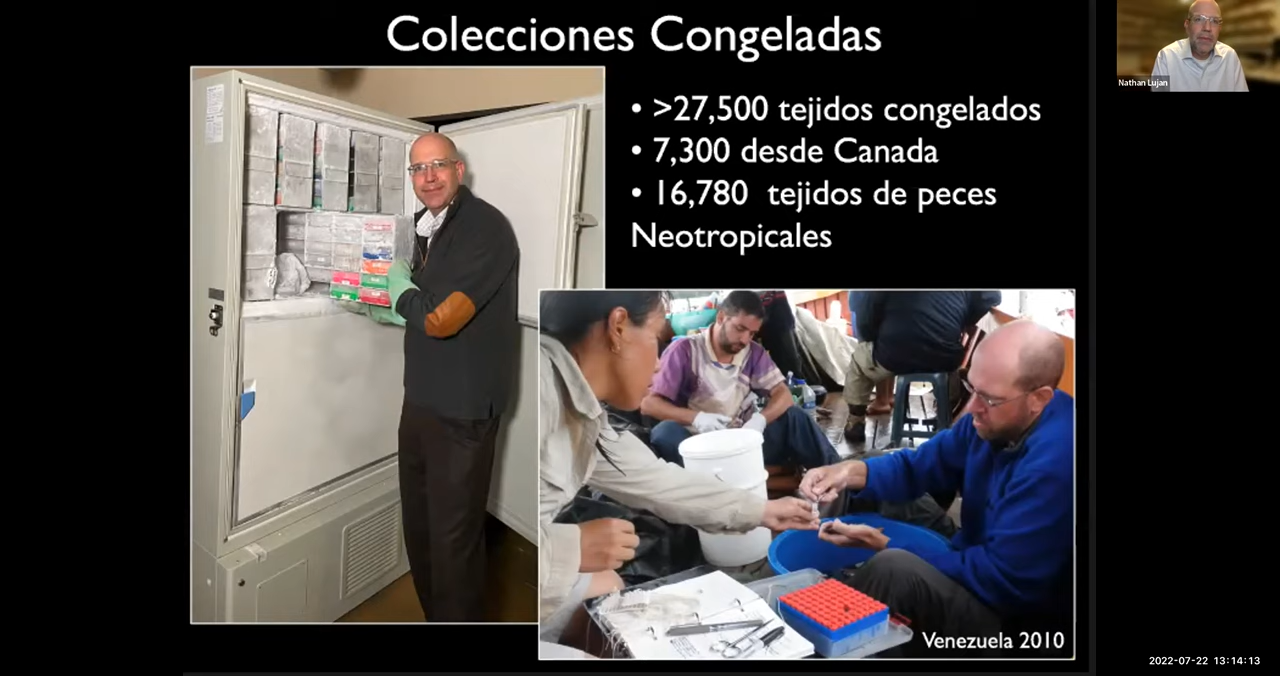 Colecciones Congeladas
• >27,500 tejidos congelados
• 7,300 desde Canada
• 16,780 tejidos de peces
Neotropicales
Venezuela 2010
Nathan Lujan
2022-07-22 13:14:13